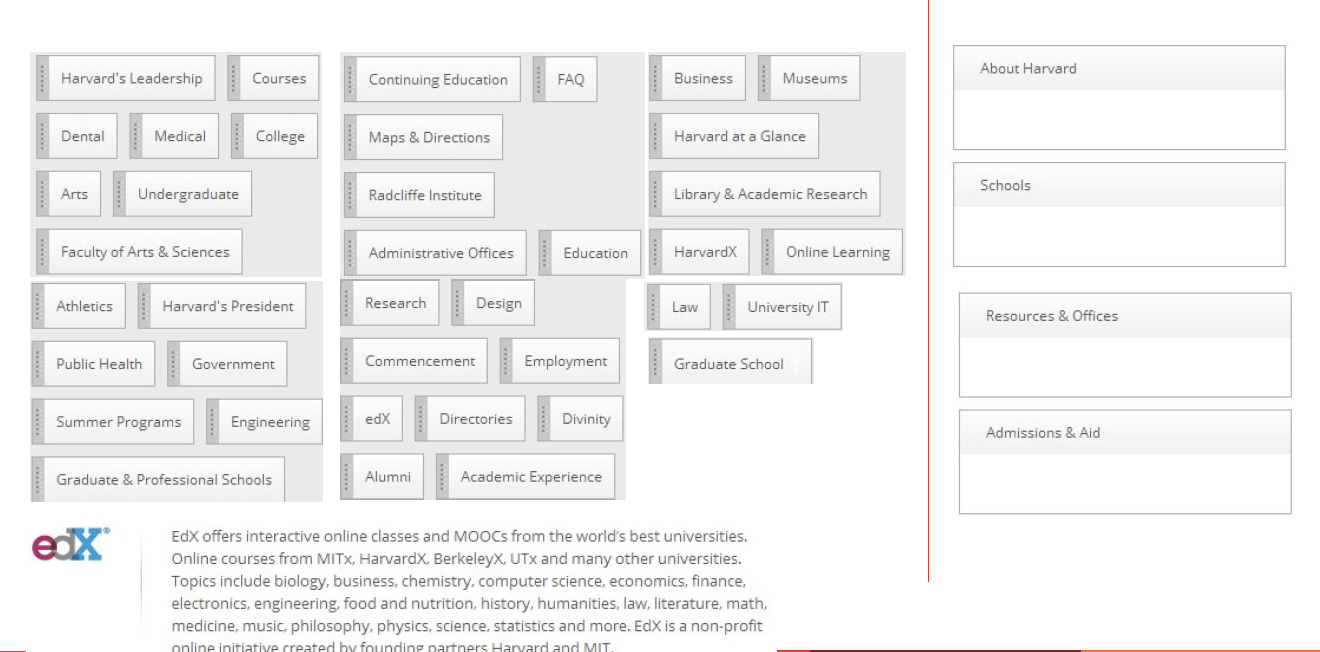 Harvard's Leadership Courses
Dental Medical College
Arts Undergraduate
Faculty of Arts & Sciences
Athletics Harvard's President
Public Health Government
Summer Programs Engineering
Graduate & Professional Schools
Continuing Education FAQ
Maps & Directions
Radcliffe Institute
Administrative Offices Education
Research Design
Commencement Employment
edX Directories Divinity
Alumni Academic Experience
Business Museums
Harvard at a Glance
Library & Academic Research
HarvardX Online Learning
Law University IT
Graduate School
About Harvard
Schools
Resources & Offices
Admissions & Aid
edX®
EdX offers interactive online classes and MOOCs from the world's best universities.
Online courses from MITx, HarvardX, BerkeleyX, UTx and many other universities.
Topics include biology, business, chemistry, computer science, economics, finance,
electronics, engineering, food and nutrition, history, humanities, law, literature, math,
medicine, music, philosophy, physics, science, statistics and more. EdX is a non-profit
online initiative created by founding partners Harvard and MIT.